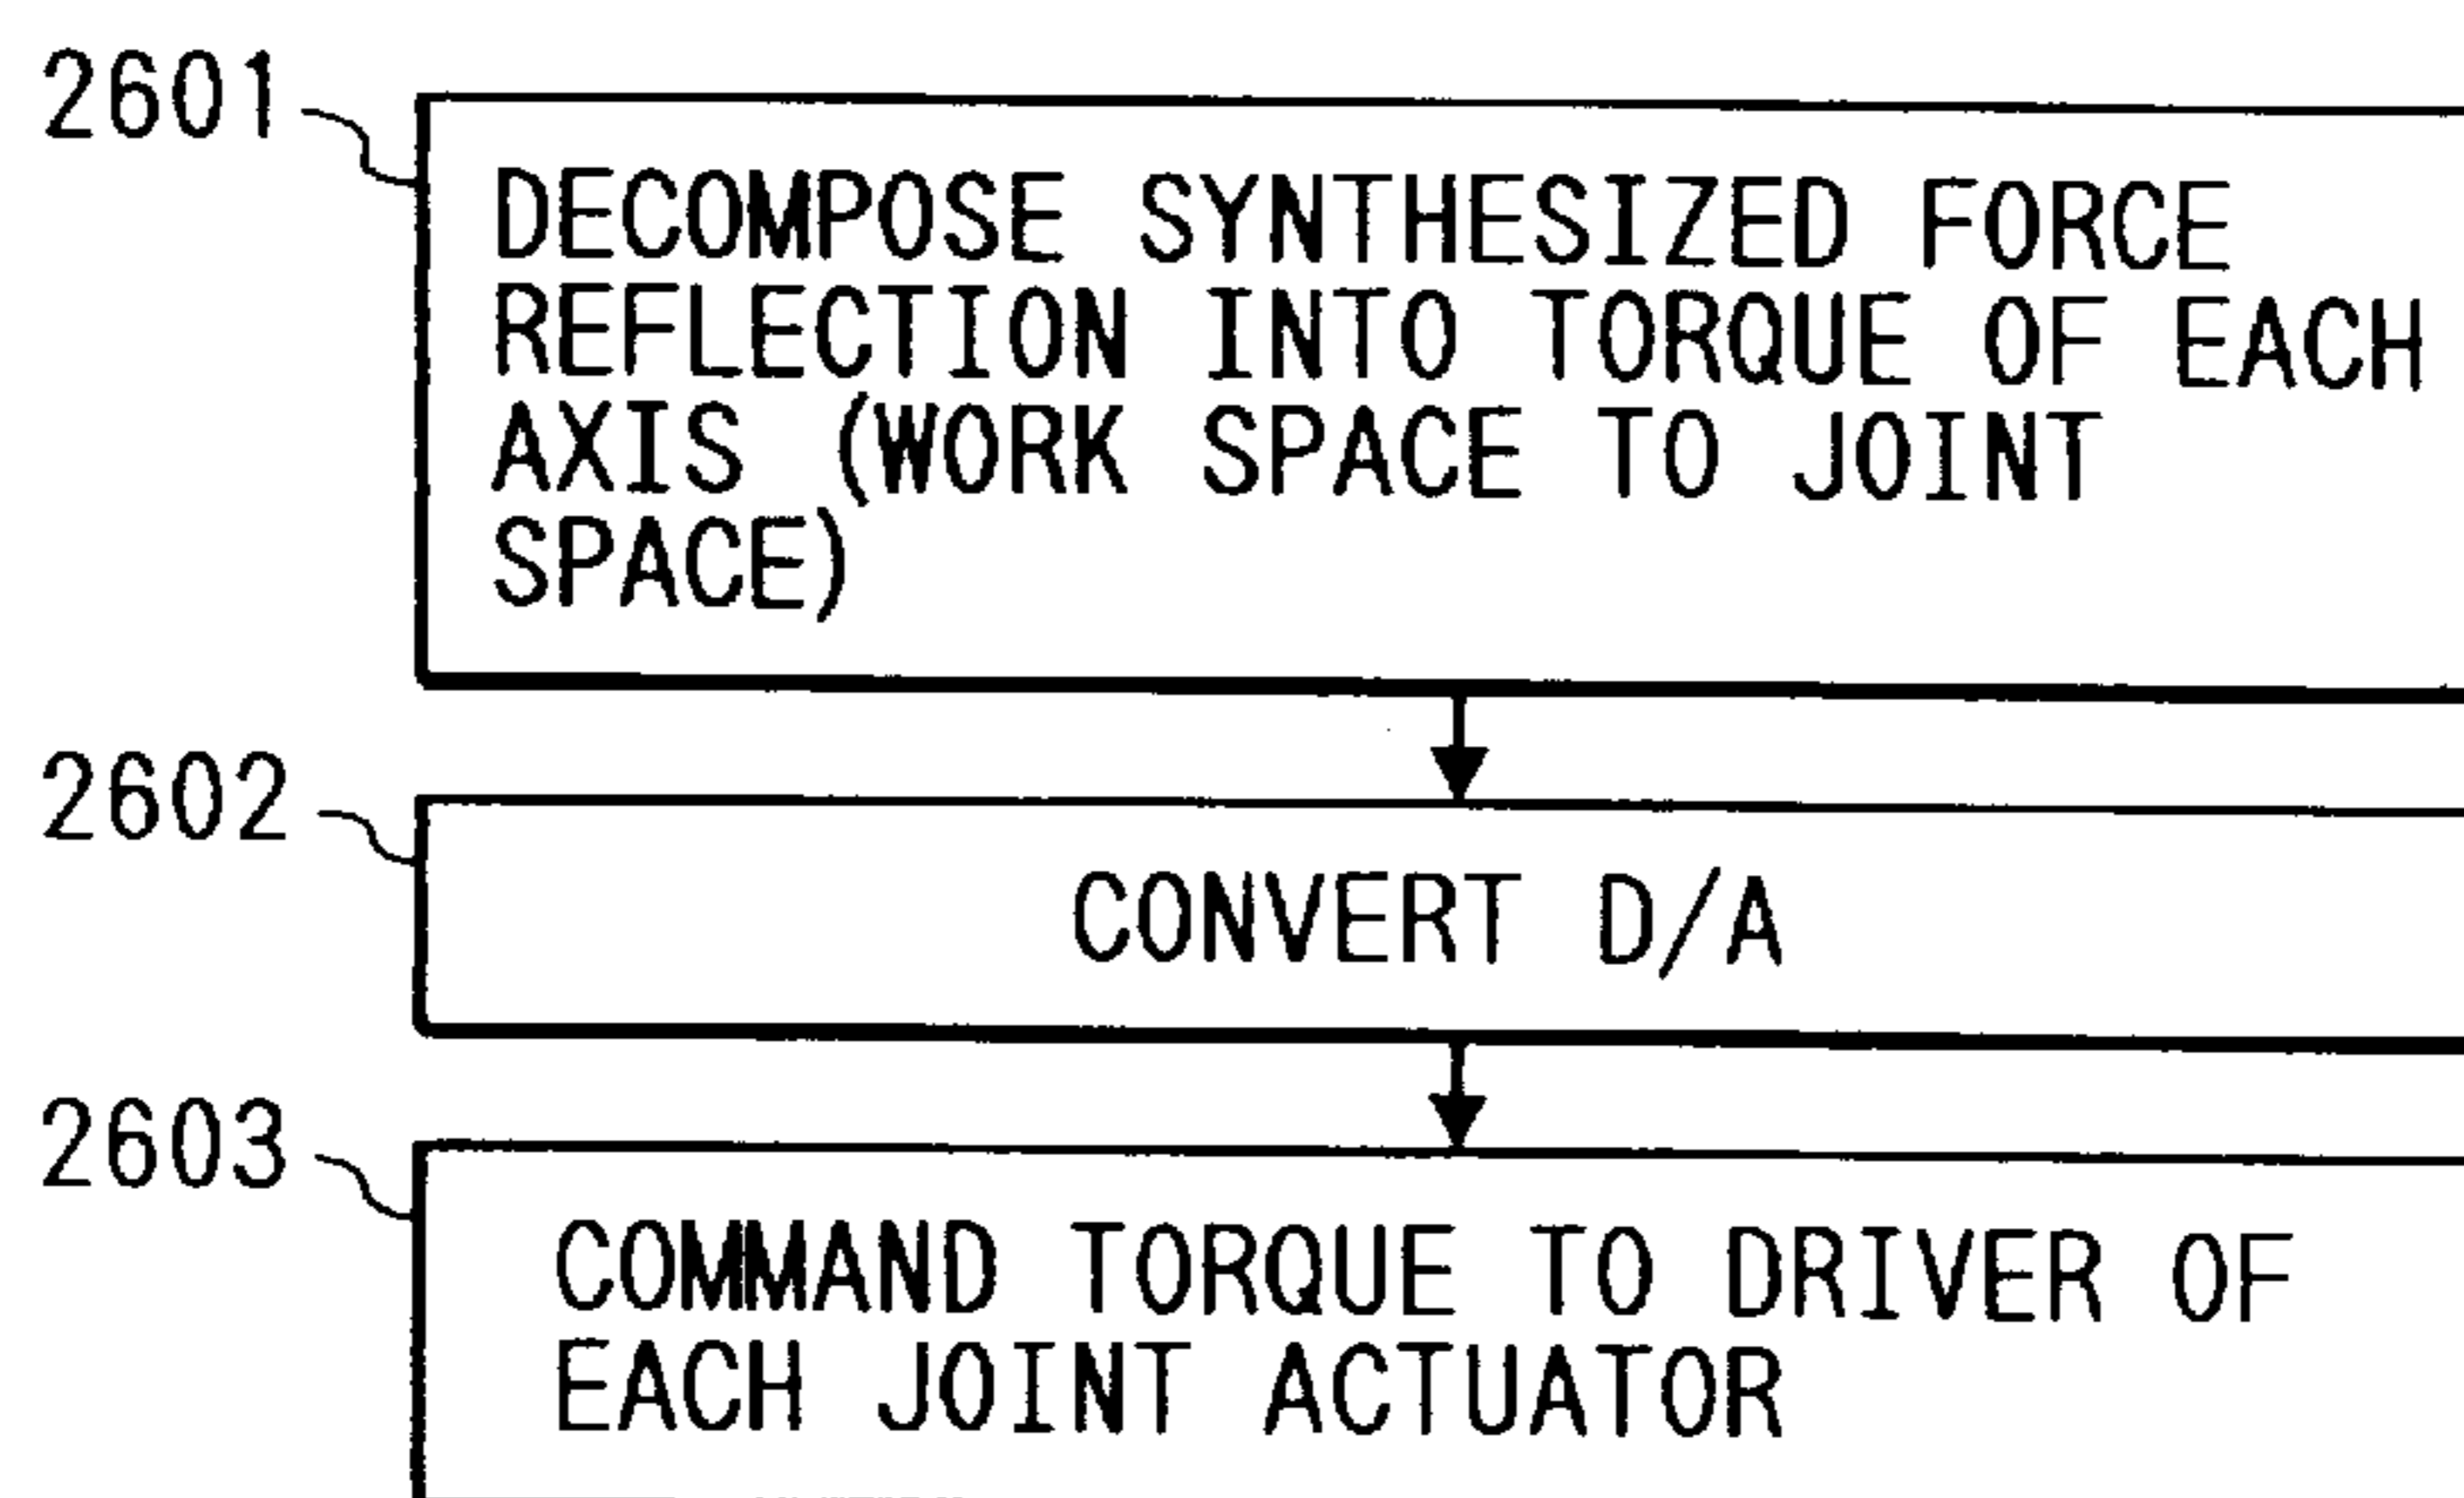 2601
DECOMPOSE SYNTHESIZED FORCE
REFLECTION INTO TORQUE OF EACH
AXIS (WORK SPACE TO JOINT
SPACE)
2602
CONVERT D/A
2603
COMMAND TORQUE TO DRIVER OF
EACH JOINT ACTUATOR